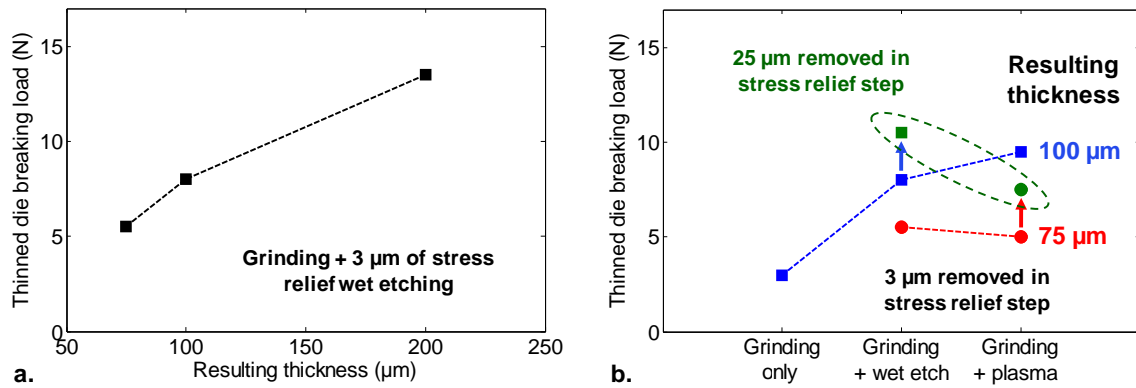 Thinned die breaking load (N)
15
10
5
0
50
100
150
200
250
Grinding + 3 µm of stress
relief wet etching
Resulting thickness (µm)
a.
Thinned die breaking load (N)
15
10
5
0
25 µm removed in
stress relief step
Resulting
thickness
100 µm
75 µm
3 µm removed in
stress relief step
Grinding
only
Grinding
+ wet etch
Grinding
+ plasma
b.